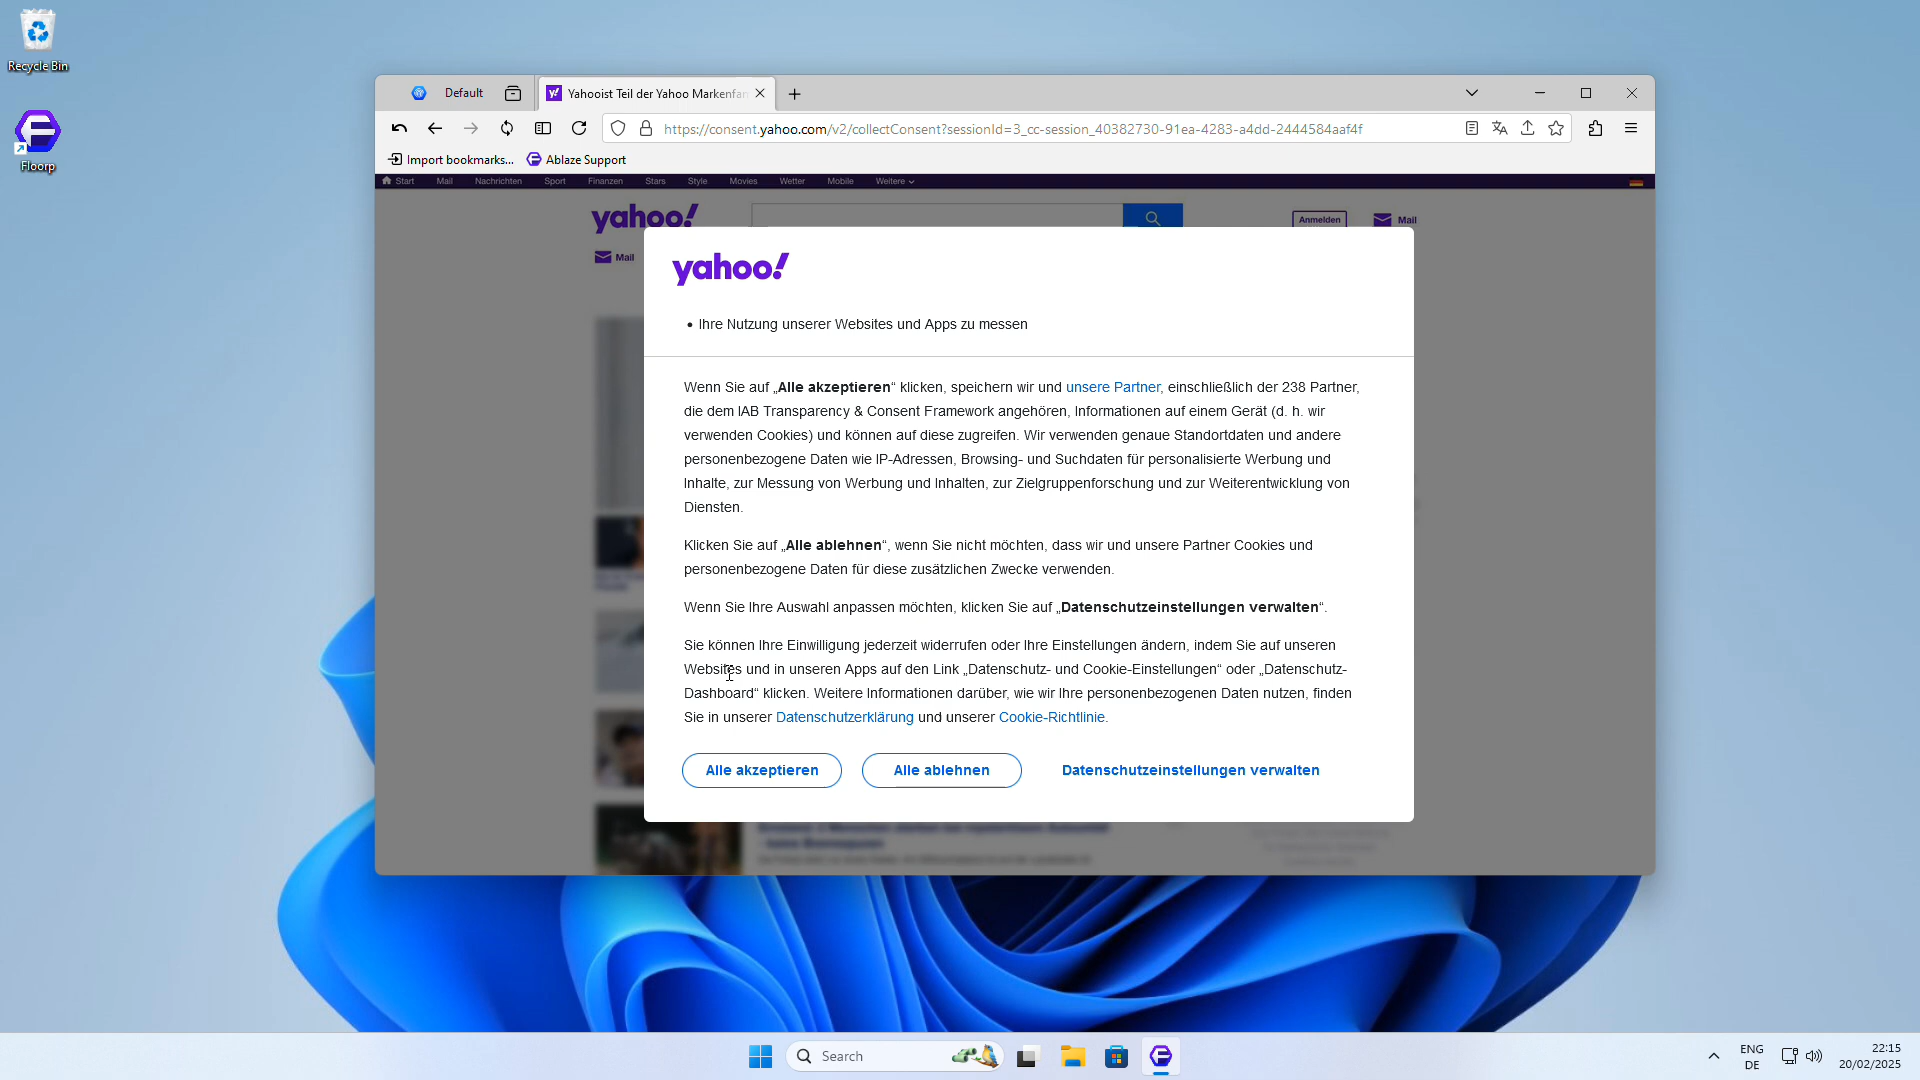 Recycle Bin
Floorp
Default
Yahooist Teil der Yahoo Markenfam
https://consent.yahoo.com/v2/collectConsent?sessionId=3_cc-session_40382730-91ea-4283-a4dd-2444584aaf4f
Import bookmarks...
Ablaze Support
Start Mail Nachrichten Sport Finanzen Stars Style Movies Wetter Mobile Weitere
yahoo!
Anmelden
Mail
Mail
yahoo!
• Ihre Nutzung unserer Websites und Apps zu messen
Wenn Sie auf „Alle akzeptieren“ klicken, speichern wir und unsere Partner, einschließlich der 238 Partner,
die dem IAB Transparency & Consent Framework angehören, Informationen auf einem Gerät (d. h. wir
verwenden Cookies) und können auf diese zugreifen. Wir verwenden genaue Standortdaten und andere
personenbezogene Daten wie IP-Adressen, Browsing- und Suchdaten für personalisierte Werbung und
Inhalte, zur Messung von Werbung und Inhalten, zur Zielgruppenforschung und zur Weiterentwicklung von
Diensten.
Klicken Sie auf „Alle ablehnen“, wenn Sie nicht möchten, dass wir und unsere Partner Cookies und
personenbezogene Daten für diese zusätzlichen Zwecke verwenden.
Wenn Sie Ihre Auswahl anpassen möchten, klicken Sie auf „Datenschutzeinstellungen verwalten“.
Sie können Ihre Einwilligung jederzeit widerrufen oder Ihre Einstellungen ändern, indem Sie auf unseren
Websites und in unseren Apps auf den Link „Datenschutz- und Cookie-Einstellungen“ oder „Datenschutz-
Dashboard“ klicken. Weitere Informationen darüber, wie wir Ihre personenbezogenen Daten nutzen, finden
Sie in unserer Datenschutzerklärung und unserer Cookie-Richtlinie.
Alle akzeptieren
Alle ablehnen
Datenschutzeinstellungen verwalten
Search
ENG
DE
22:15
20/02/2025